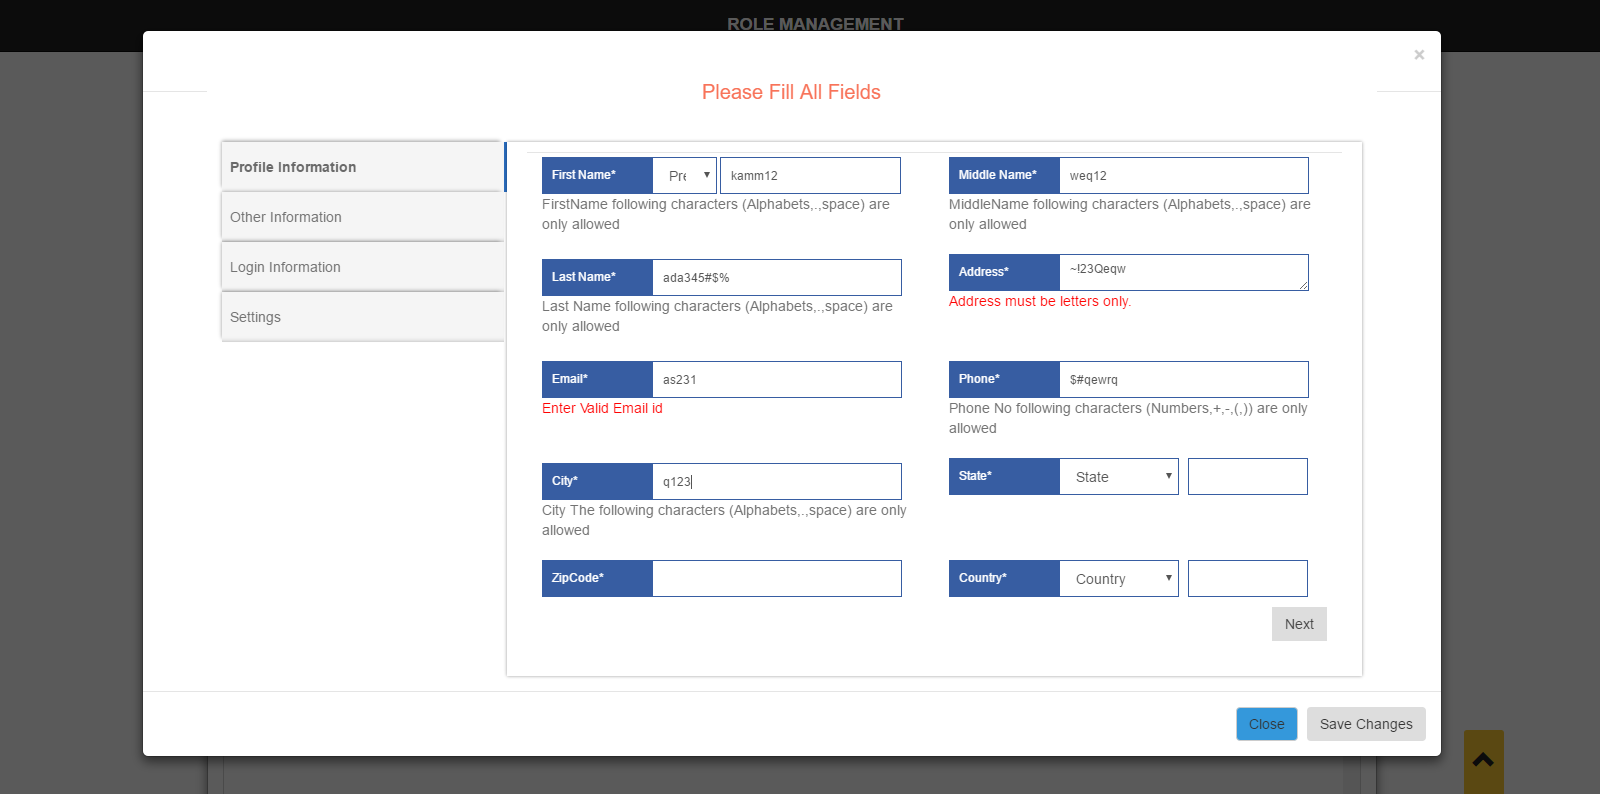 ROLE MANAGEMENT
×
Please Fill All Fields
Profile Information
Other Information
Login Information
Settings
First Name* Pre kamm12
FirstName following characters (Alphabets,.,space) are
only allowed
Middle Name* weq12
MiddleName following characters (Alphabets,.,space) are
only allowed
Last Name* ada345#$%
Last Name following characters (Alphabets,.,space) are
only allowed
Address* ~!23Qeqw
Address must be letters only.
Email* as231
Enter Valid Email id
Phone* $#qewrq
Phone No following characters (Numbers,+,-,(,)) are only
allowed
City* q123
City The following characters (Alphabets,.,space) are only
allowed
State* State
ZipCode*
Country* Country
Next
Close Save Changes